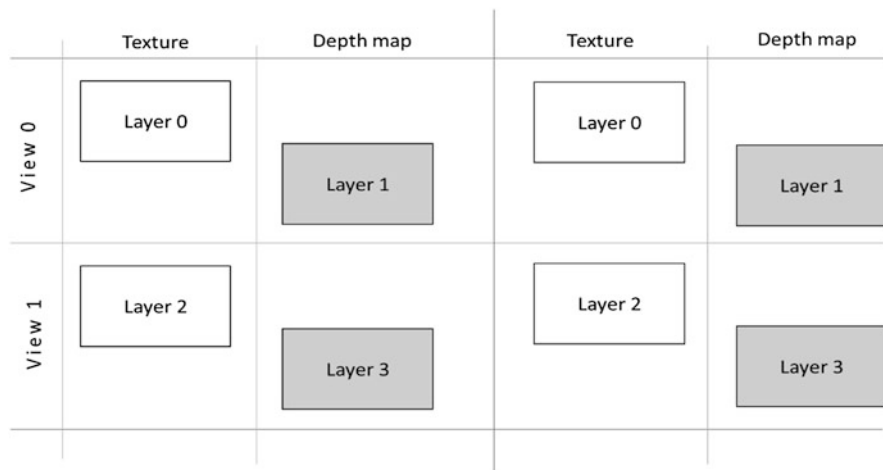 Texture Depth map Texture Depth map
View 0
Layer 0 Layer 0
Layer 1 Layer 1
View 1
Layer 2 Layer 2
Layer 3 Layer 3